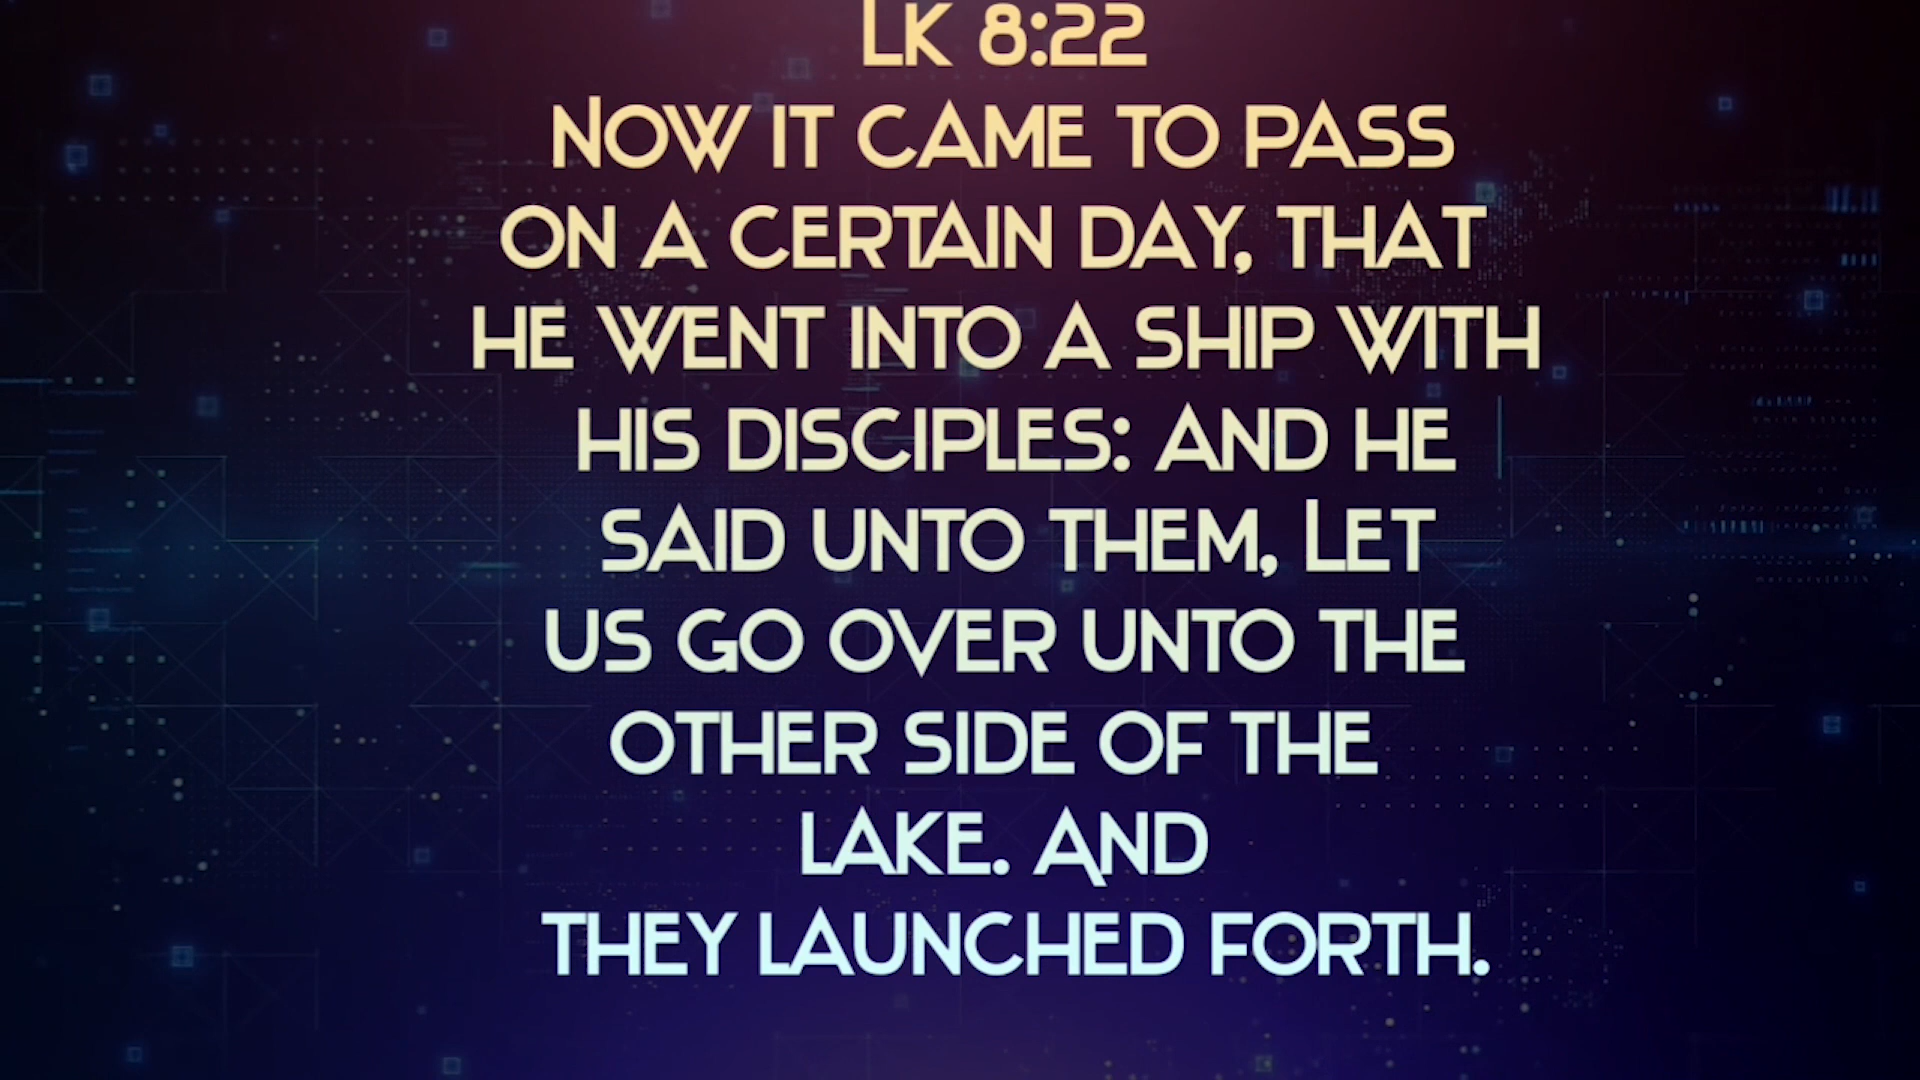 Lk 8:22
Now it came to pass
on a certain day, that
he went into a ship with
his disciples: and he
said unto them, Let
us go over unto the
other side of the
lake. And
they launched forth.